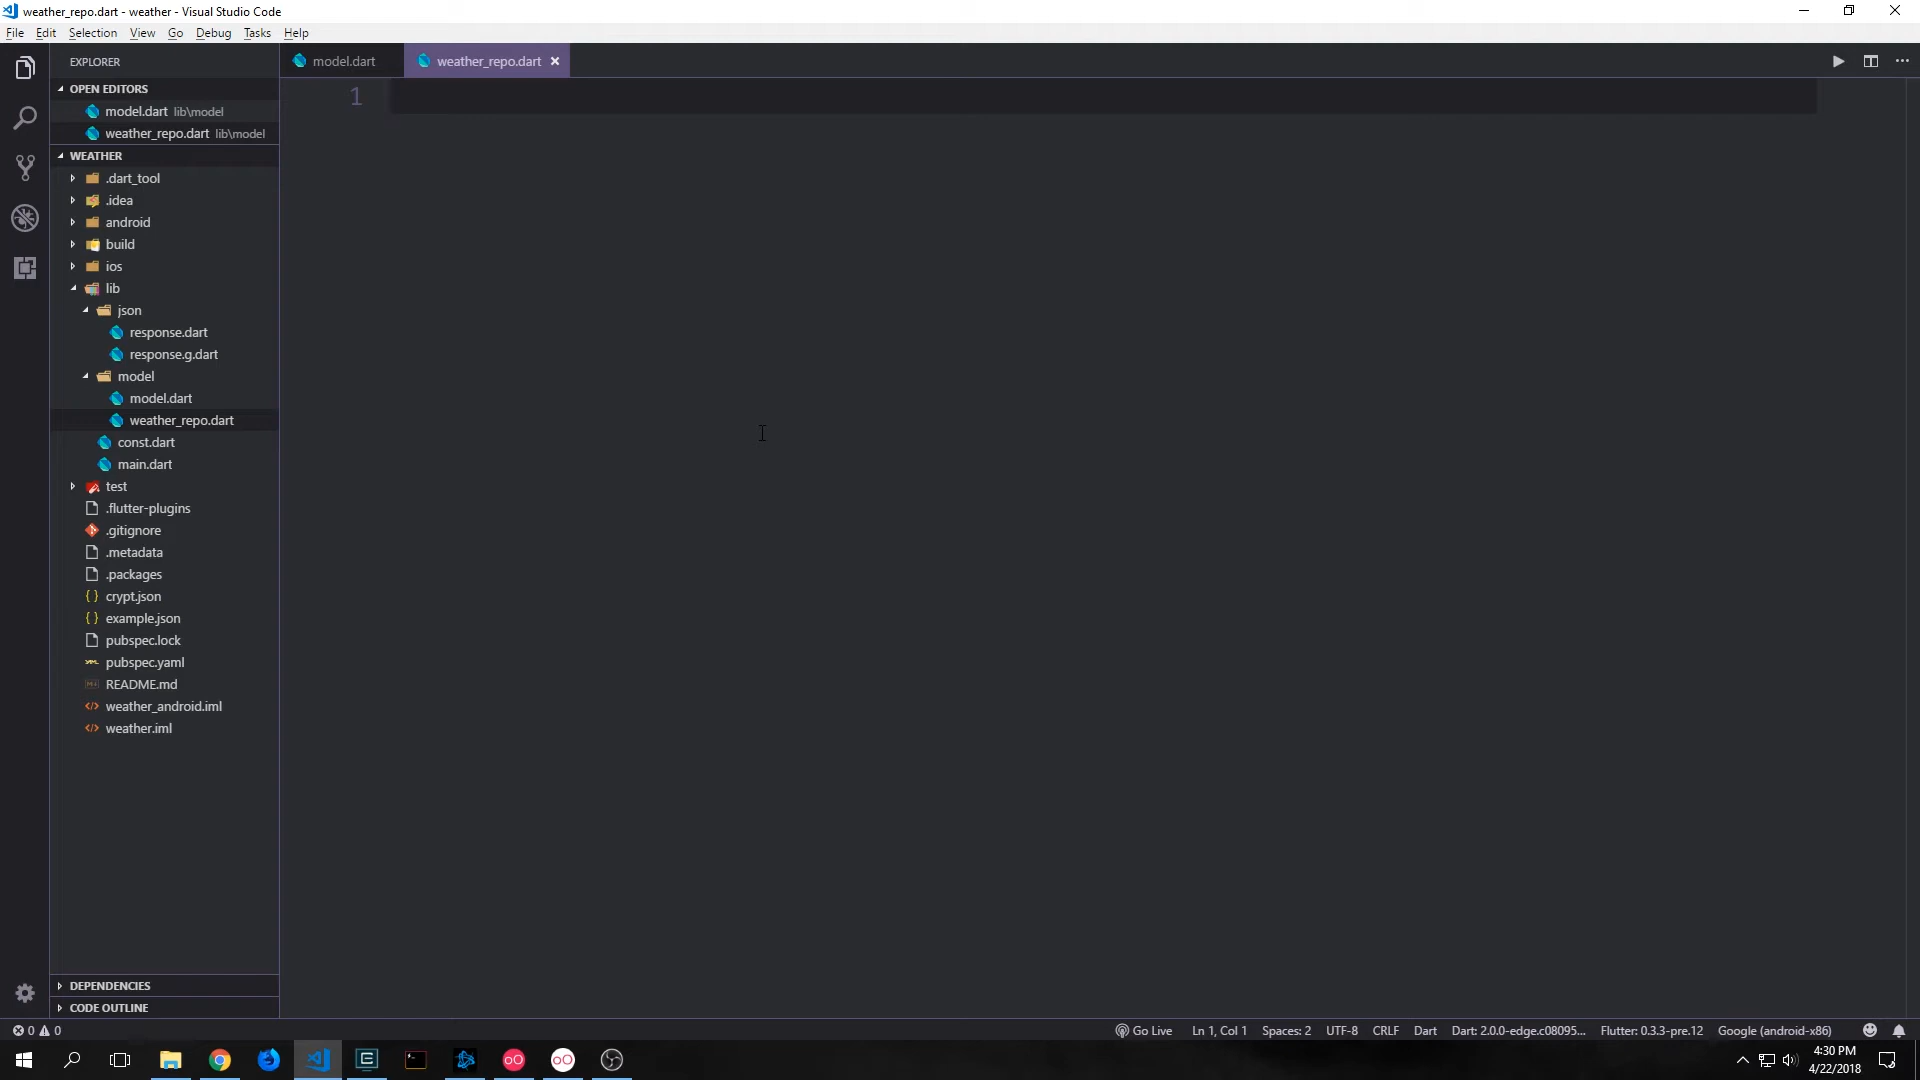 weather_repo.dart - weather - Visual Studio Code
File Edit Selection View Go Debug Tasks Help
EXPLORER
OPEN EDITORS
model.dart lib\model
weather_repo.dart lib\model
WEATHER
.dart_tool
.idea
android
build
ios
lib
json
response.dart
response.g.dart
model
model.dart
weather_repo.dart
const.dart
main.dart
test
.flutter-plugins
.gitignore
.metadata
.packages
crypt.json
example.json
pubspec.lock
pubspec.yaml
README.md
weather_android.iml
weather.iml
DEPENDENCIES
CODE OUTLINE
model.dart weather_repo.dart
1
0 0 Go Live Ln 1, Col 1 Spaces: 2 UTF-8 CRLF Dart Dart: 2.0.0-edge.c08095... Flutter: 0.3.3-pre.12 Google (android-x86)
4:30 PM
4/22/2018